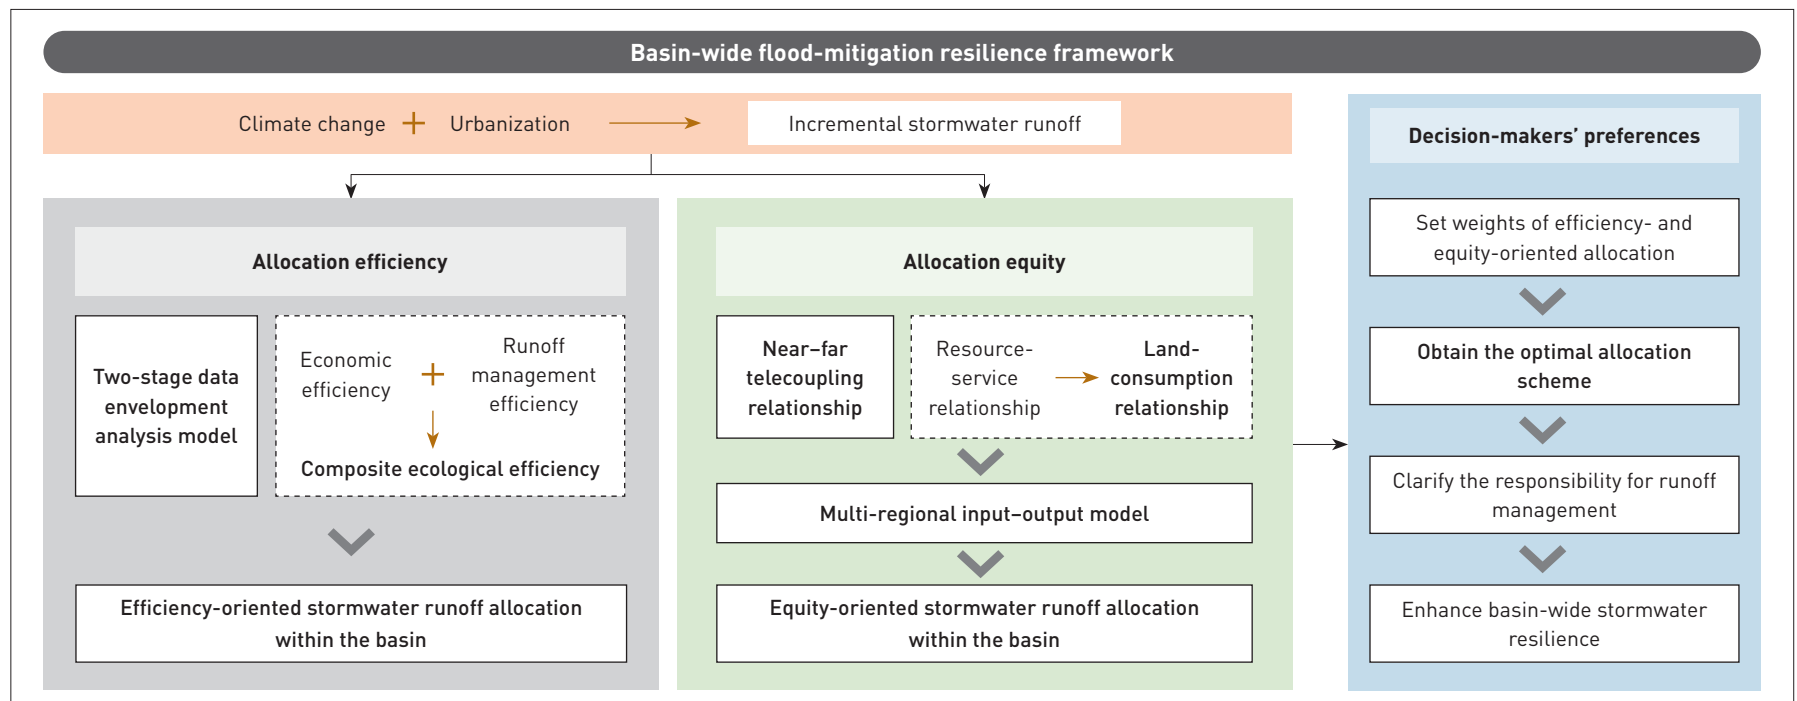 Basin-wide flood-mitigation resilience framework
Climate change + Urbanization
Incremental stormwater runoff
Allocation efficiency
Two-stage data
envelopment
analysis model
Economic
efficiency
+
Runoff
management
efficiency
Composite ecological efficiency
Efficiency-oriented stormwater runoff allocation
within the basin
Allocation equity
Near–far
telecoupling
relationship
Resource-
service
relationship
Land-
consumption
relationship
Multi-regional input–output model
Equity-oriented stormwater runoff allocation
within the basin
Decision-makers’ preferences
Set weights of efficiency- and
equity-oriented allocation
Obtain the optimal allocation
scheme
Clarify the responsibility for runoff
management
Enhance basin-wide stormwater
resilience